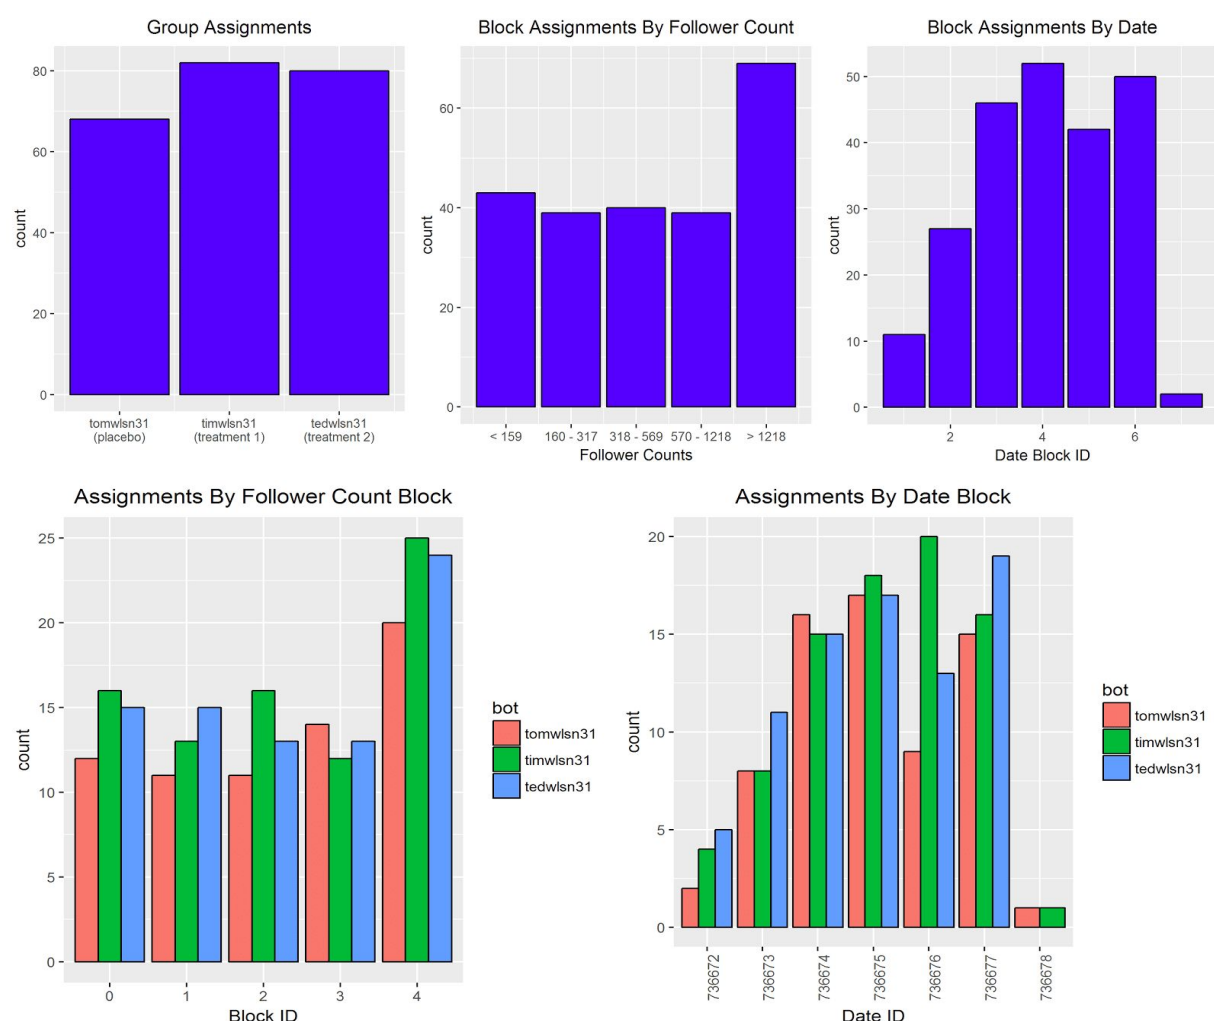 Group Assignments
count
80
60
40
20
0
tomwlsn31
(placebo)
timwlsn31
(treatment 1)
tedwlsn31
(treatment 2)
Block Assignments By Follower Count
count
60
40
20
0
< 159
160 - 317
318 - 569
570 - 1218
> 1218
Follower Counts
Block Assignments By Date
count
50
40
30
20
10
0
2
4
6
Date Block ID
Assignments By Follower Count Block
count
25
20
15
10
5
0
0
1
2
3
4
Block ID
bot
tomwlsn31
timwlsn31
tedwlsn31
Assignments By Date Block
count
20
15
10
5
0
736672
736673
736674
736675
736676
736677
736678
Date ID
bot
tomwlsn31
timwlsn31
tedwlsn31